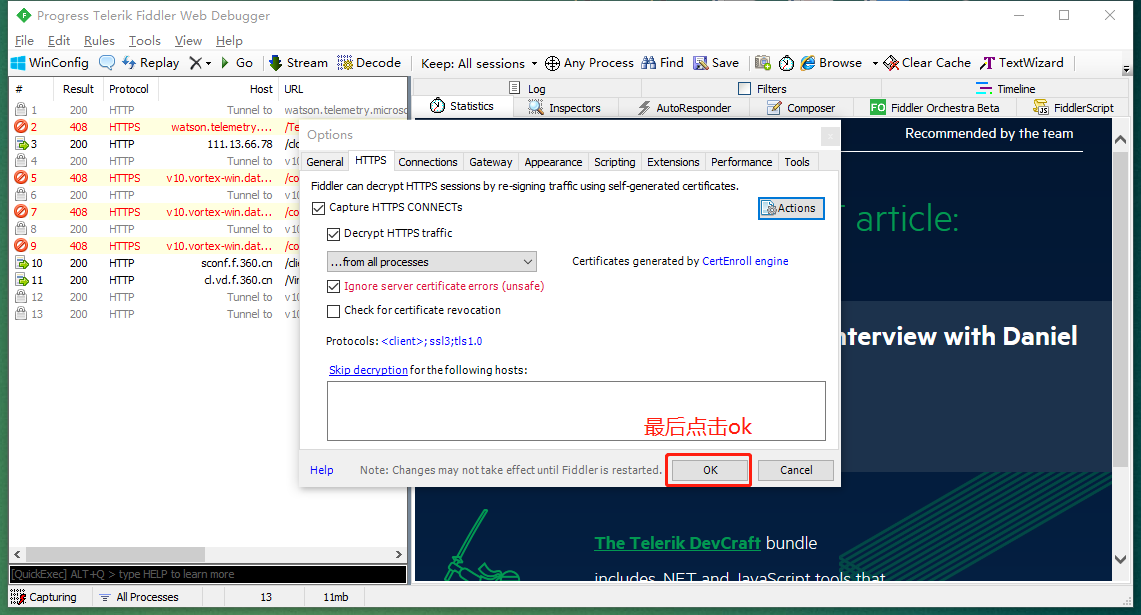 Progress Telerik Fiddler Web Debugger
File Edit Rules Tools View Help
WinConfig Replay Go Stream Decode Keep: All sessions Any Process Find Save Browse Clear Cache TextWizard
Log Filters Timeline
Statistics Inspectors AutoResponder Composer FO Fiddler Orchestra Beta FiddlerScript
# Result Protocol Host URL
1 200 HTTP Tunnel to watson.telemetry.microso
2 408 HTTPS watson.telemetry.... /Te
3 200 HTTP 111.13.66.78 /clo
4 200 HTTP Tunnel to v10
5 408 HTTPS v10.vortex-win.dat... /co
6 200 HTTP Tunnel to v10
7 408 HTTPS v10.vortex-win.dat... /co
8 200 HTTP Tunnel to v10
9 408 HTTPS v10.vortex-win.dat... /co
10 200 HTTP sconf.f.360.cn /clie
11 200 HTTP cl.vd.f.360.cn /Vir
12 200 HTTP Tunnel to v10
13 200 HTTP Tunnel to v10
Recommended by the team
article:
nterview with Daniel
The Telerik DevCraft bundle
includes .NET and JavaScript tools that
Options
General HTTPS Connections Gateway Appearance Scripting Extensions Performance Tools
Fiddler can decrypt HTTPS sessions by re-signing traffic using self-generated certificates.
Capture HTTPS CONNECTs
Actions
Decrypt HTTPS traffic
...from all processes
Certificates generated by CertEnroll engine
Ignore server certificate errors (unsafe)
Check for certificate revocation
Protocols: <client>;ssl3;tls1.0
Skip decryption for the following hosts:
最后点击ok
Help Note: Changes may not take effect until Fiddler is restarted. OK Cancel
[QuickExec] ALT+Q > type HELP to learn more
Capturing All Processes 13 11mb